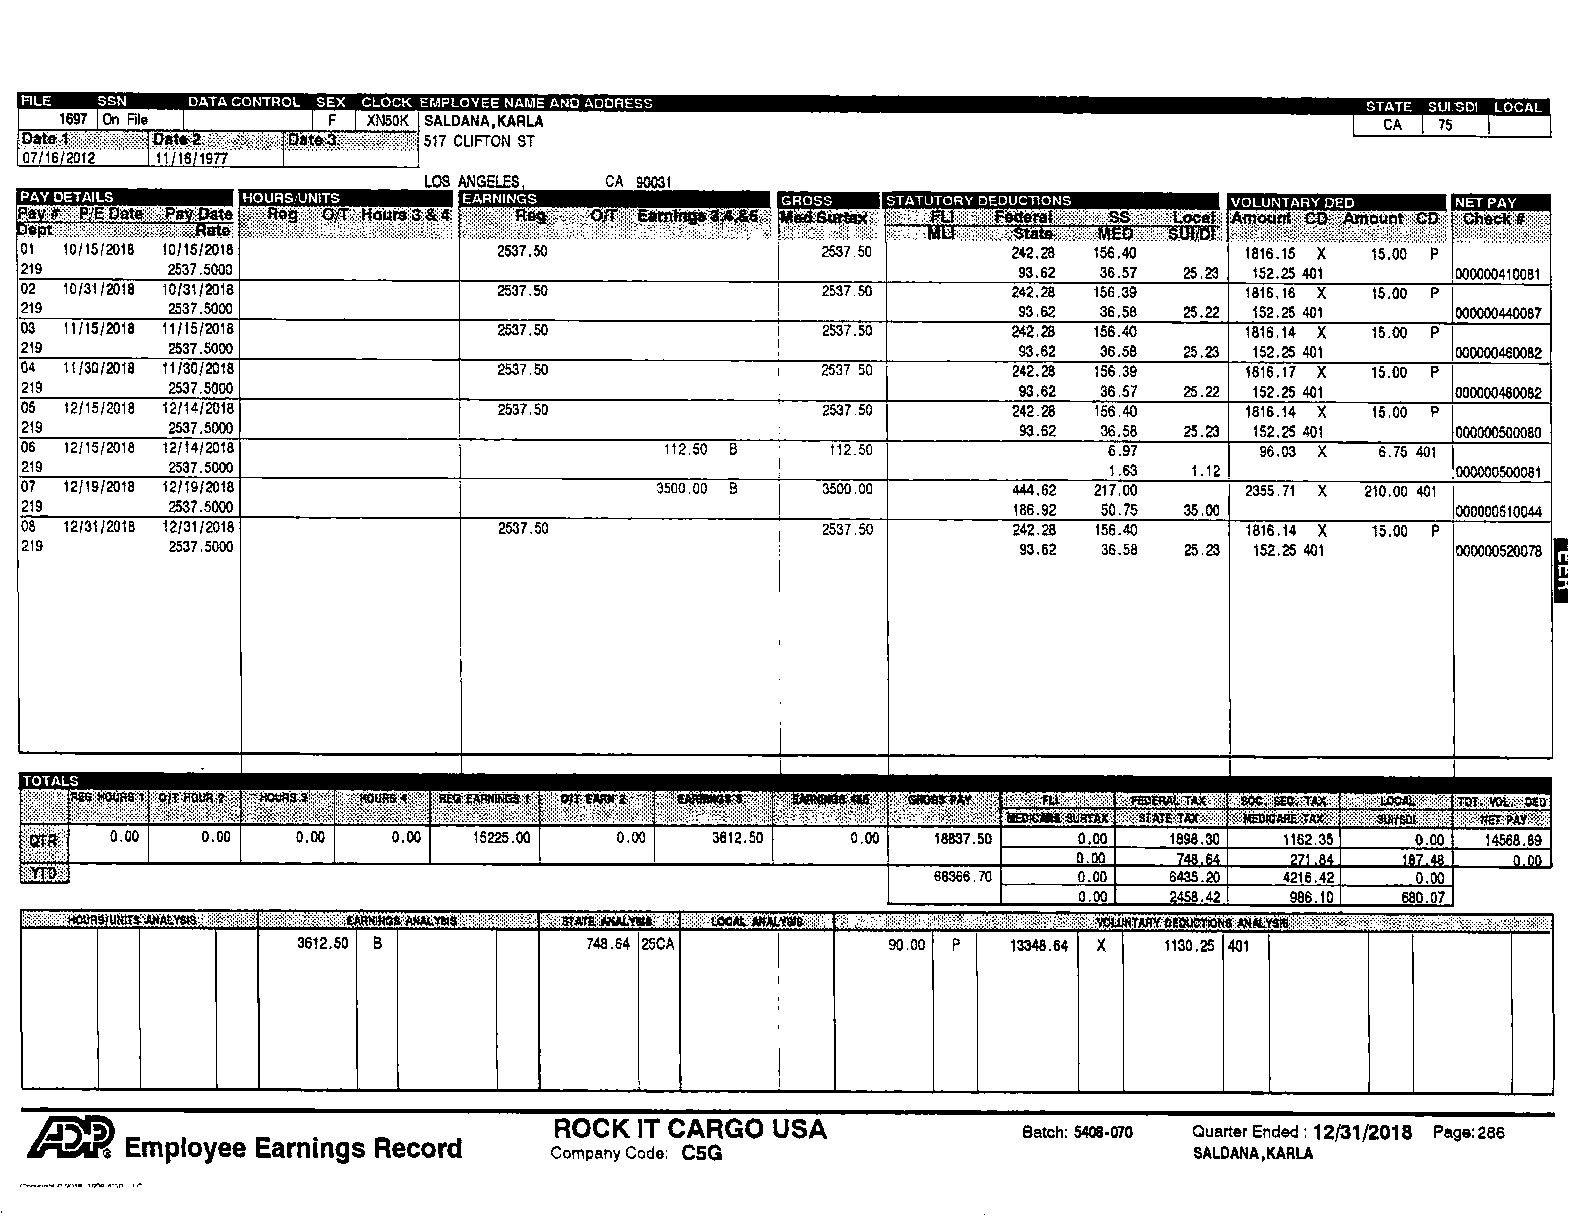 FILE SSN DATA CONTROL SEX CLOCK EMPLOYEE NAME AND ADDRESS STATE SUI/SDI LOCAL
1697 On File F XN50K SALDANA,KARLA CA 75
Date 1 Date 2 Date 3 517 CLIFTON ST
07/16/2012 11/16/1977
LOS ANGELES, CA 90031
PAY DETAILS HOURS/UNITS EARNINGS GROSS STATUTORY DEDUCTIONS VOLUNTARY DED NET PAY
Pay # P/E Date Pay Date Reg O/T Hours 3 & 4 Reg O/T Earnings 3,4,&5 Med Surtax FLI Federal SS Local Amount CD Amount CD Check #
Dept Rate MLI State MED SUI/DI
01 10/15/2018 10/15/2018 2537.50 2537.50 242.28 156.40 1816.15 X 15.00 P
219 2537.5000 93.62 36.57 25.23 152.25 401 000000410081
02 10/31/2018 10/31/2018 2537.50 2537.50 242.28 156.39 1816.16 X 15.00 P
219 2537.5000 93.62 36.58 25.22 152.25 401 000000440087
03 11/15/2018 11/15/2018 2537.50 2537.50 242.28 156.40 1816.14 X 15.00 P
219 2537.5000 93.62 36.58 25.23 152.25 401 000000460082
04 11/30/2018 11/30/2018 2537.50 2537 50 242.28 156.39 1816.17 X 15.00 P
219 2537.5000 93.62 36.57 25.22 152.25 401 000000480082
05 12/15/2018 12/14/2018 2537.50 2537.50 242.28 156.40 1816.14 X 15.00 P
219 2537.5000 93.62 36.58 25.23 152.25 401 000000500080
06 12/15/2018 12/14/2018 112.50 B 112.50 6.97 96.03 X 6.75 401
219 2537.5000 1.63 1.12 000000500081
07 12/19/2018 12/19/2018 3500.00 B 3500.00 444.62 217.00 2355.71 X 210.00 401
219 2537.5000 186.92 50.75 35.00 000000510044
08 12/31/2018 12/31/2018 2537.50 2537.50 242.28 156.40 1816.14 X 15.00 P
219 2537.5000 93.62 36.58 25.23 152.25 401 000000520078
TOTALS
REG HOURS 1 O/T HOUR 2 HOURS 3 HOURS 4 REG EARNINGS 1 O/T EARN 2 EARNINGS 3 EARNINGS 4&5 GROSS PAY FLI FEDERAL TAX SOC. SEC. TAX LOCAL TOT. VOL. DED
MEDICARE SURTAX STATE TAX MEDICARE TAX SUI/SDI NET PAY
QTR 0.00 0.00 0.00 0.00 15225.00 0.00 3612.50 0.00 18837.50 0.00 1898.30 1162.35 0.00 14568.89
0.00 748.64 271.84 187.48 0.00
YTD 68366.70 0.00 6435.20 4216.42 0.00
0.00 2458.42 986.10 680.07
HOURS/UNITS ANALYSIS EARNINGS ANALYSIS STATE ANALYSIS LOCAL ANALYSIS VOLUNTARY DEDUCTIONS ANALYSIS
3612.50 B 748.64 25CA 90.00 P 13348.64 X 1130.25 401
ADP Employee Earnings Record ROCK IT CARGO USA Batch: 5408-070 Quarter Ended : 12/31/2018 Page: 286
Company Code: C5G SALDANA,KARLA